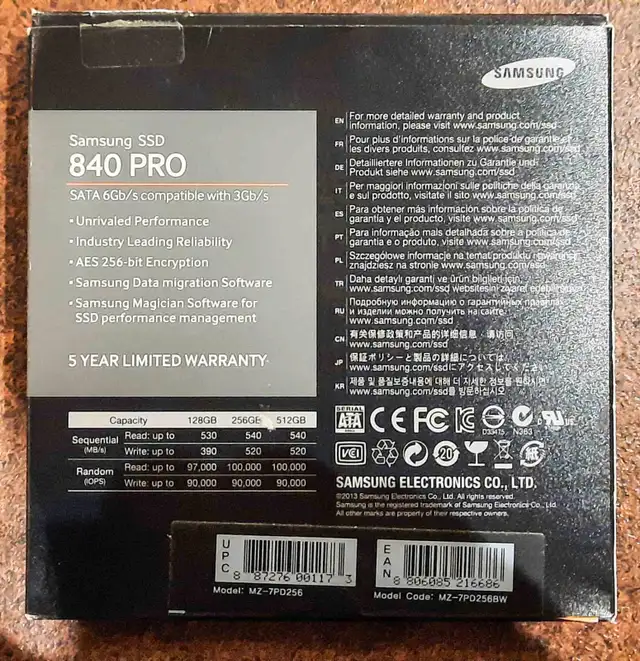 SAMSUNG
Samsung SSD
840 PRO
SATA 6Gb/s compatible with 3Gb/s
• Unrivaled Performance
• Industry Leading Reliability
• AES 256-bit Encryption
• Samsung Data migration Software
• Samsung Magician Software for
SSD performance management
5 YEAR LIMITED WARRANTY
EN For more detailed warranty and product
information, please visit www.samsung.com/ssd
FR Pour plus d'informations sur la police de garantie et
les divers produits, consultez www.samsung.com/ssd
DE Detailliertere Informationen zu Garantie und
Produkt siehe www.samsung.com/ssd
IT Per maggiori informazioni sulle politiche della garanzia
e sul prodotto, visitate il sito www.samsung.com/ssd
ES Para obtener más información sobre la política de
garantía y el producto, visite www.samsung.com/ssd
PT Para informação mais detalhada sobre a política de
garantia e o produto, visite www.samsung.com/ssd
PL Szczegółowe informacje na temat produktu i gwarancji
znajdziesz na stronie www.samsung.com/ssd
TR Daha detaylı garanti ve ürün bilgileri için,
www.samsung.com/ssd websitesini ziyaret edebilirsiniz
RU Подробную информацию о гарантийных правилах
и изделии можно получить на сайте
www.samsung.com/ssd
CN 有关保修政策和产品的详细信息，请访问
www.samsung.com/ssd
JP 保証ポリシーと製品の詳細については、
www.samsung.com/ssdにアクセスしてください。
KR 제품 및 품질보증내용에 대해 더 자세한 정보를 원하시면
www.samsung.com/ssd를 방문하십시오
Capacity 128GB 256GB 512GB
Sequential (MB/s) Read: up to 530 540 540
Write: up to 390 520 520
Random (IOPS) Read: up to 97,000 100,000 100,000
Write: up to 90,000 90,000 90,000
SERIAL ATA CE FC D33475 N263 US
VCI 20
SAMSUNG ELECTRONICS CO., LTD.
©2013 Samsung Electronics Co., Ltd. All rights reserved.
Samsung is the registered trademark of Samsung Electronics Co., Ltd.
All other marks are property of their respective owners.
UPC 8 87276 00117 3
Model: MZ-7PD256
EAN 8 806085 216686
Model Code: MZ-7PD256BW